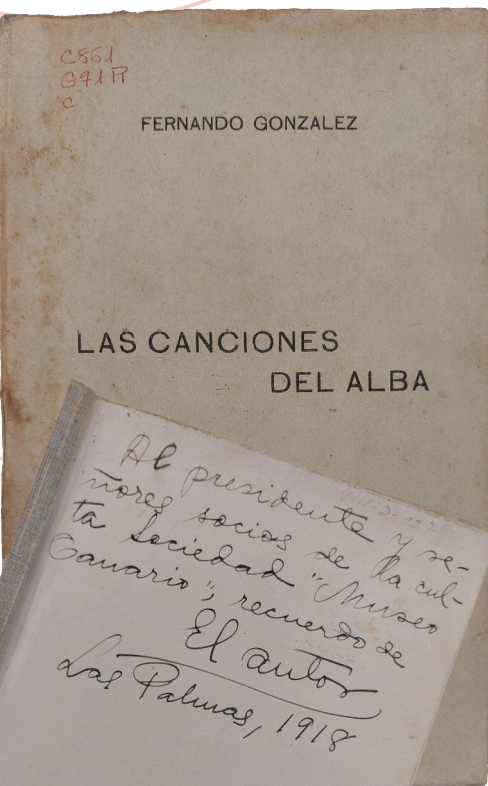 C861
G91R
c
FERNANDO GONZALEZ
LAS CANCIONES
DEL ALBA
Al presidente y se-
ñores socios de la cul-
ta Sociedad "Museo
Canario", recuerdo de
El autor
Las Palmas, 1918